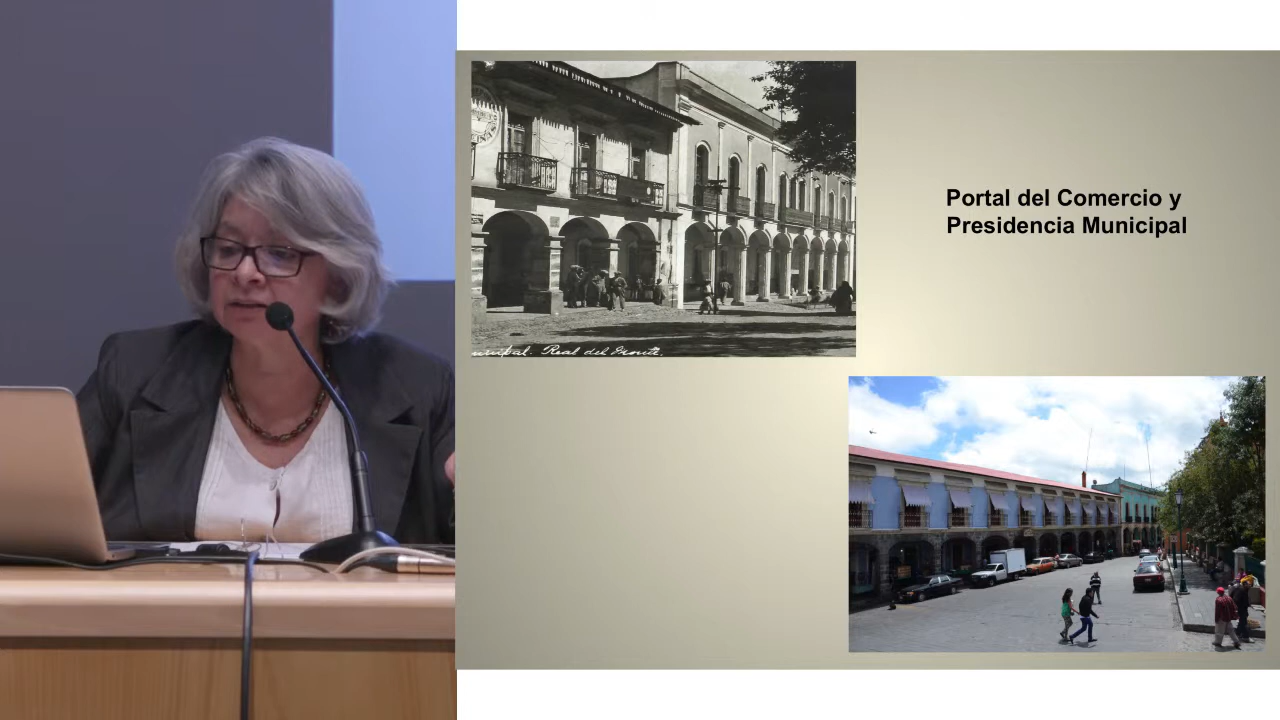 Portal del Comercio y
Presidencia Municipal
Real del Monte.